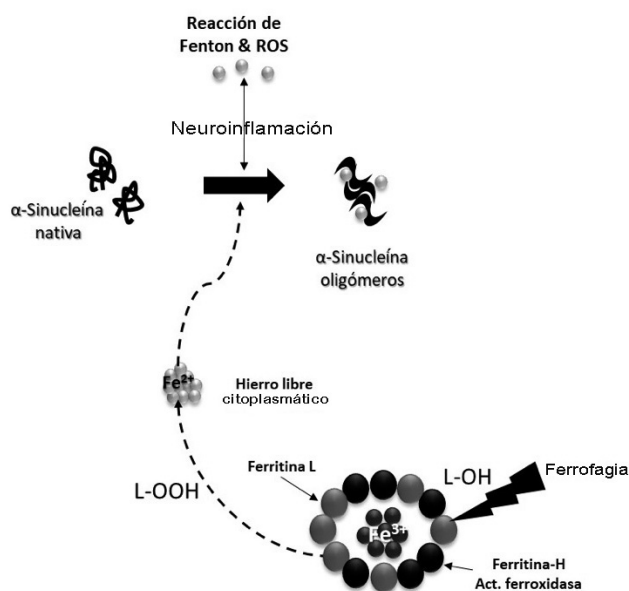 Reacción de
Fenton & ROS
Neuroinflamación
α-Sinucleína
nativa
α-Sinucleína
oligómeros
Fe2+
Hierro libre
citoplasmático
L-OOH
Ferritina L
L-OH
Ferrofagia
Fe3+
Ferritina-H
Act. ferroxidasa